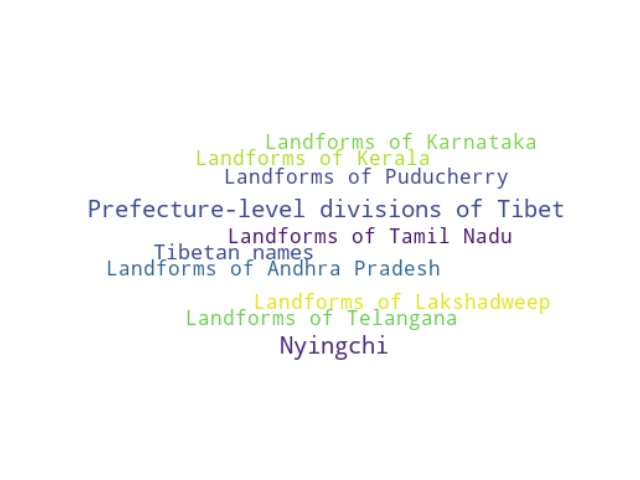 Landforms of Karnataka
Landforms of Kerala
Landforms of Puducherry
Prefecture-level divisions of Tibet
Landforms of Tamil Nadu
Tibetan names
Landforms of Andhra Pradesh
Landforms of Lakshadweep
Landforms of Telangana
Nyingchi